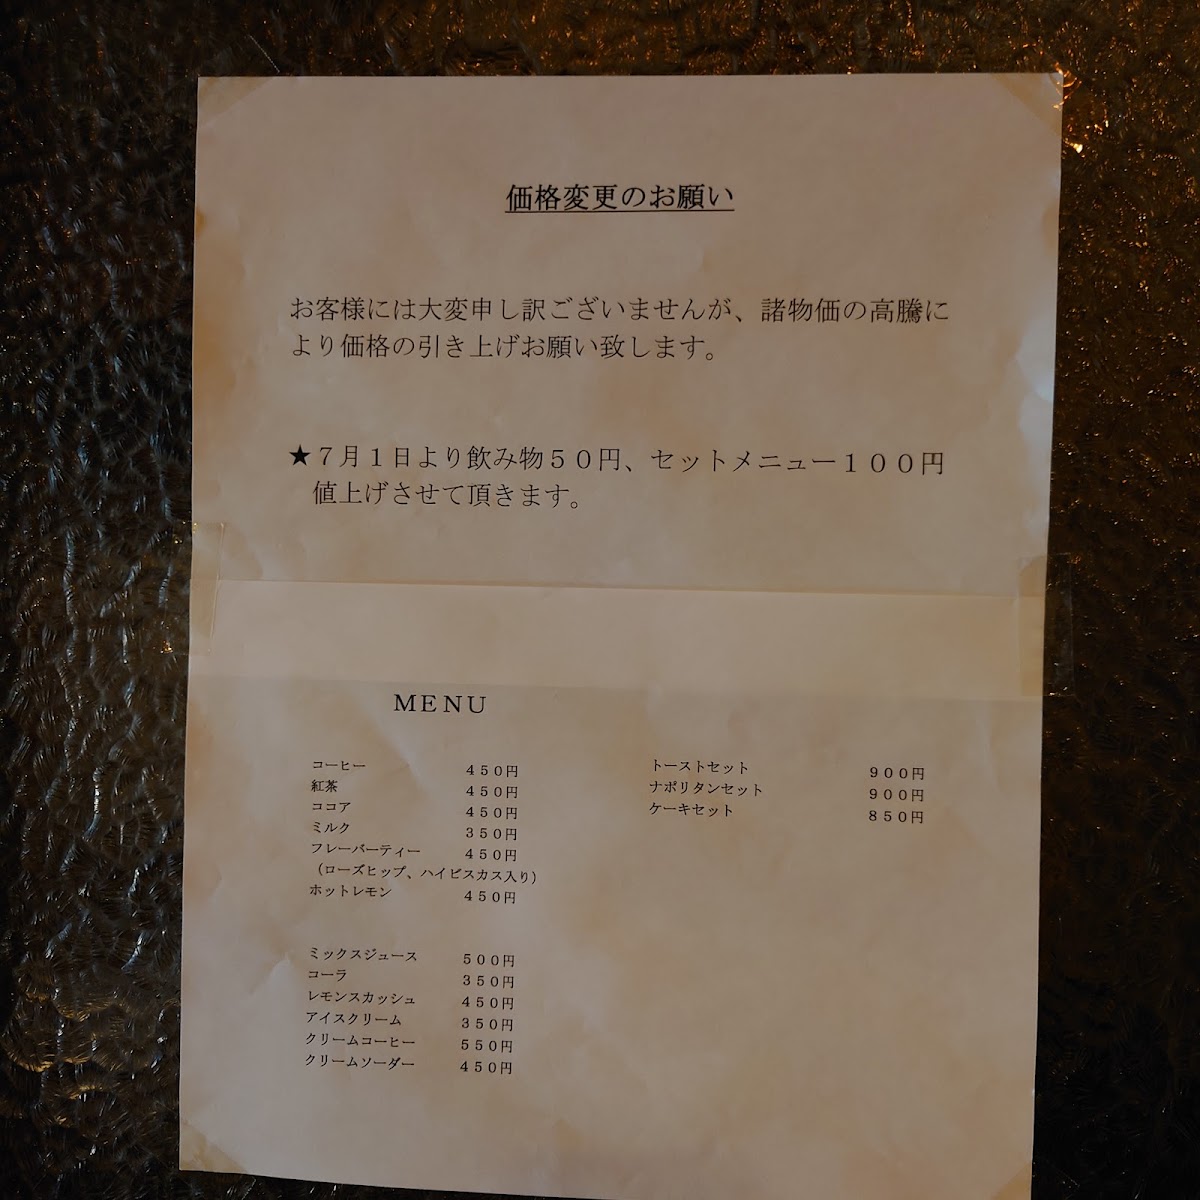 価格変更のお願い
お客様には大変申し訳ございませんが、諸物価の高騰に
より価格の引き上げお願い致します。
★７月１日より飲み物５０円、セットメニュー１００円
値上げさせて頂きます。
MENU
コーヒー ４５０円
紅茶 ４５０円
ココア ４５０円
ミルク ３５０円
フレーバーティー ４５０円
（ローズヒップ、ハイビスカス入り）
ホットレモン ４５０円
ミックスジュース ５００円
コーラ ３５０円
レモンスカッシュ ４５０円
アイスクリーム ３５０円
クリームコーヒー ５５０円
クリームソーダー ４５０円
トーストセット ９００円
ナポリタンセット ９００円
ケーキセット ８５０円